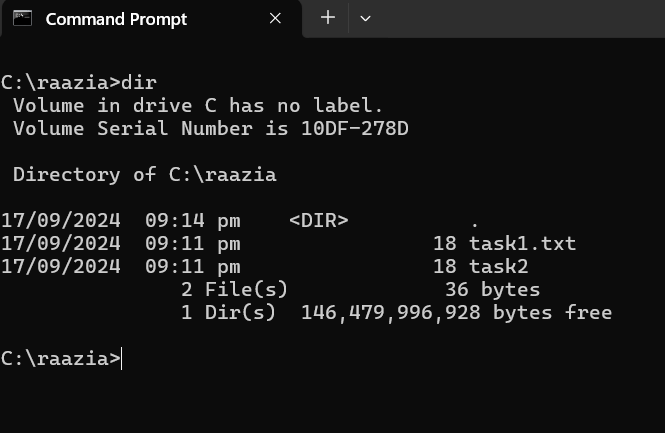 Command Prompt
C:\raazia>dir
Volume in drive C has no label.
Volume Serial Number is 10DF-278D
Directory of C:\raazia
17/09/2024  09:14 pm    <DIR>          .
17/09/2024  09:11 pm                18 task1.txt
17/09/2024  09:11 pm                18 task2
2 File(s)             36 bytes
1 Dir(s)  146,479,996,928 bytes free
C:\raazia>